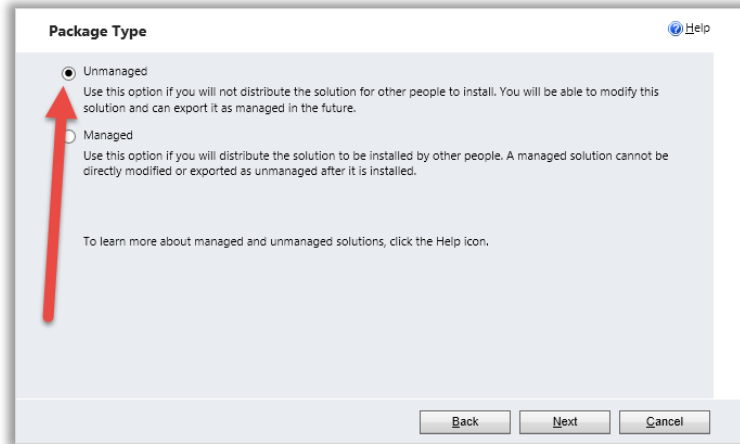 Package Type
Help
Unmanaged
Use this option if you will not distribute the solution for other people to install. You will be able to modify this
solution and can export it as managed in the future.
Managed
Use this option if you will distribute the solution to be installed by other people. A managed solution cannot be
directly modified or exported as unmanaged after it is installed.
To learn more about managed and unmanaged solutions, click the Help icon.
Back
Next
Cancel